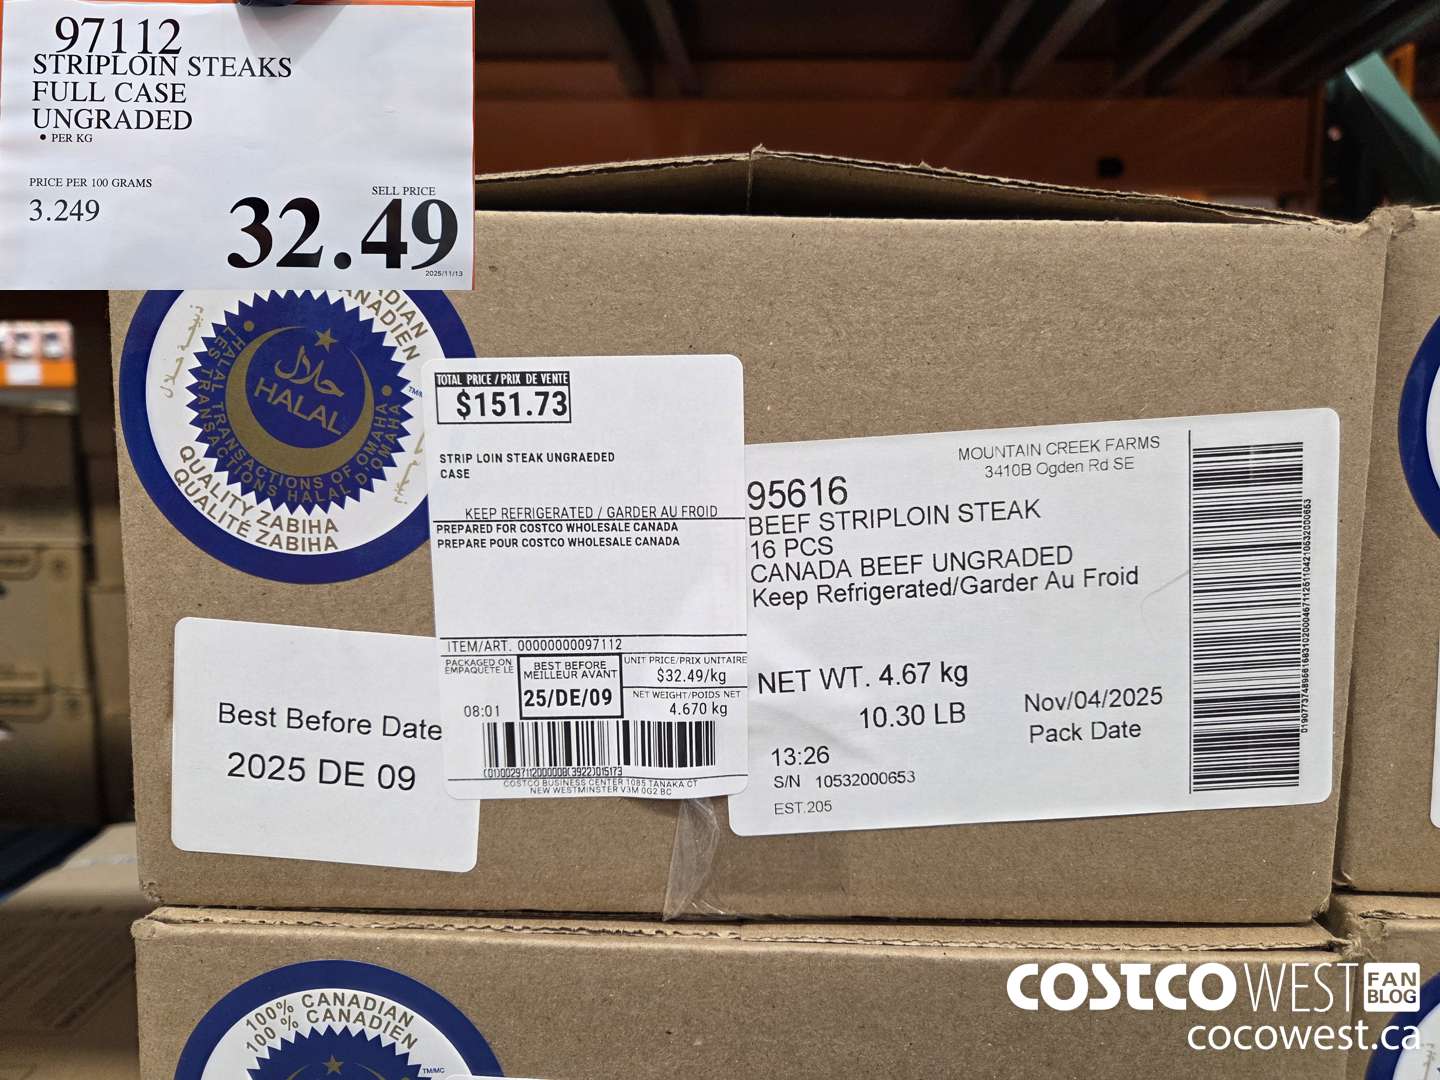 97112
STRIPLOIN STEAKS
FULL CASE
UNGRADED
• PER KG
PRICE PER 100 GRAMS
3.249
SELL PRICE
32.49
2025/11/13
حلال
HALAL
HALAL TRANSACTIONS OF OMAHA
LES TRANSACTIONS HALAL D'OMAHA
QUALITY ZABIHA
QUALITÉ ZABIHA
TOTAL PRICE / PRIX DE VENTE
$151.73
STRIP LOIN STEAK UNGRAEDED
CASE
KEEP REFRIGERATED / GARDER AU FROID
PREPARED FOR COSTCO WHOLESALE CANADA
PREPARE POUR COSTCO WHOLESALE CANADA
ITEM/ART. 00000000097112
PACKAGED ON
EMPAQUETÉ LE
08:01
BEST BEFORE
MEILLEUR AVANT
25/DE/09
UNIT PRICE/PRIX UNITAIRE
$32.49/kg
NET WEIGHT/POIDS NET
4.670 kg
(01)00297112000008(3922)015173
COSTCO BUSINESS CENTER 1085 TANAKA CT
NEW WESTMINSTER V3M 0G2 BC
MOUNTAIN CREEK FARMS
3410B Ogden Rd SE
95616
BEEF STRIPLOIN STEAK
16 PCS
CANADA BEEF UNGRADED
Keep Refrigerated/Garder Au Froid
NET WT. 4.67 kg
10.30 LB
Nov/04/2025
Pack Date
13:26
S/N 10532000653
EST.205
Best Before Date
2025 DE 09
100% CANADIAN
100 % CANADIEN
TM/MC
COSTCO WEST FAN BLOG
cocowest.ca